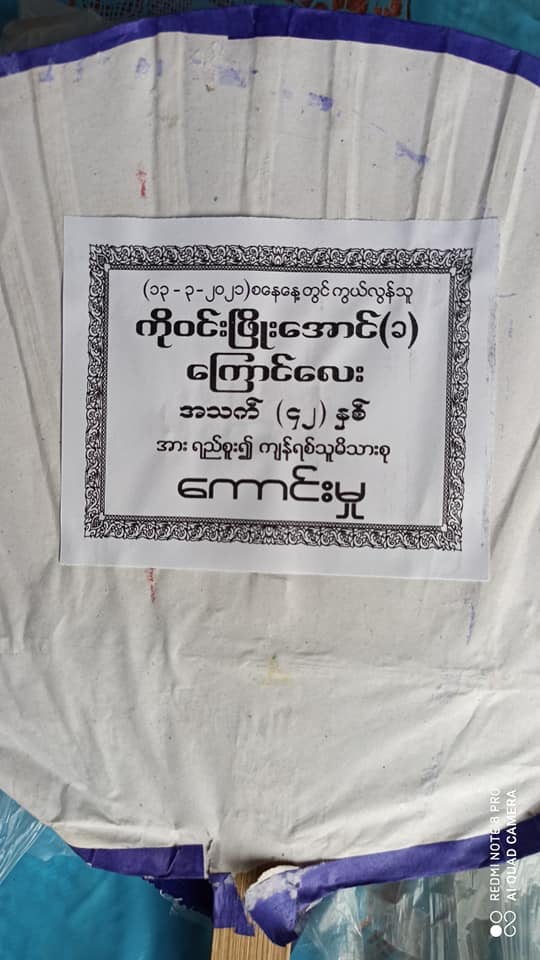 (၁၃ - ၃ -၂၀၂၁)စနေနေ့တွင်ကွယ်လွန်သူ
ကိုဝင်းဖြိုးအောင်(ခ)
ကြောင်လေး
အသက် (၄၂) နှစ်
အား ရည်စူး၍ ကျန်ရစ်သူမိသားစု
ကောင်းမှု
REDMI NOTE 8 PRO
AI QUAD CAMERA